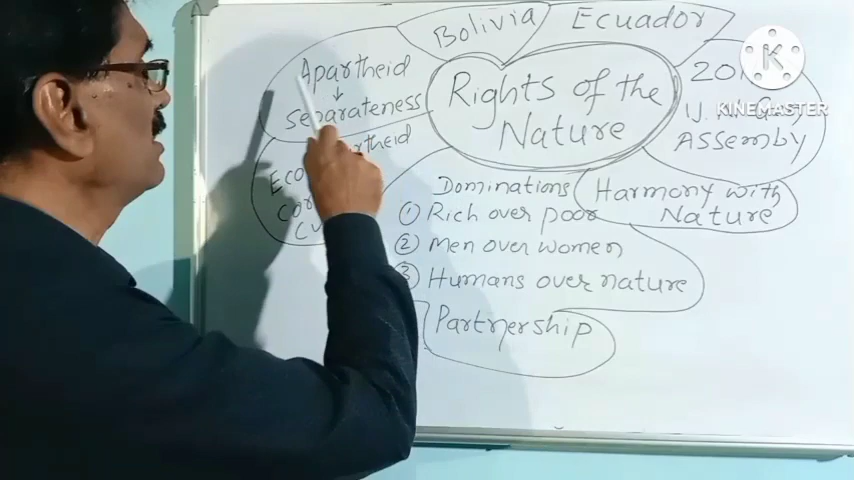 Bolivia
Ecuador
Rights of the
Nature
Apartheid
↓
Separateness
Assembly
KINEMASTER
Harmony with
Nature
Dominations
① Rich over poor
② Men over women
③ Humans over nature
Partnership